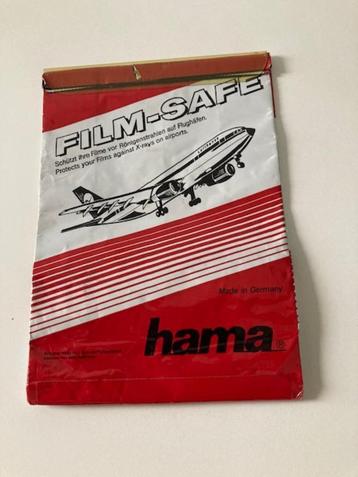 FILM-SAFE
Schützt Ihre Filme vor Röntgenstrahlen auf Flughäfen.
Protects your Films against X-rays on airports.
Made in Germany
hama®